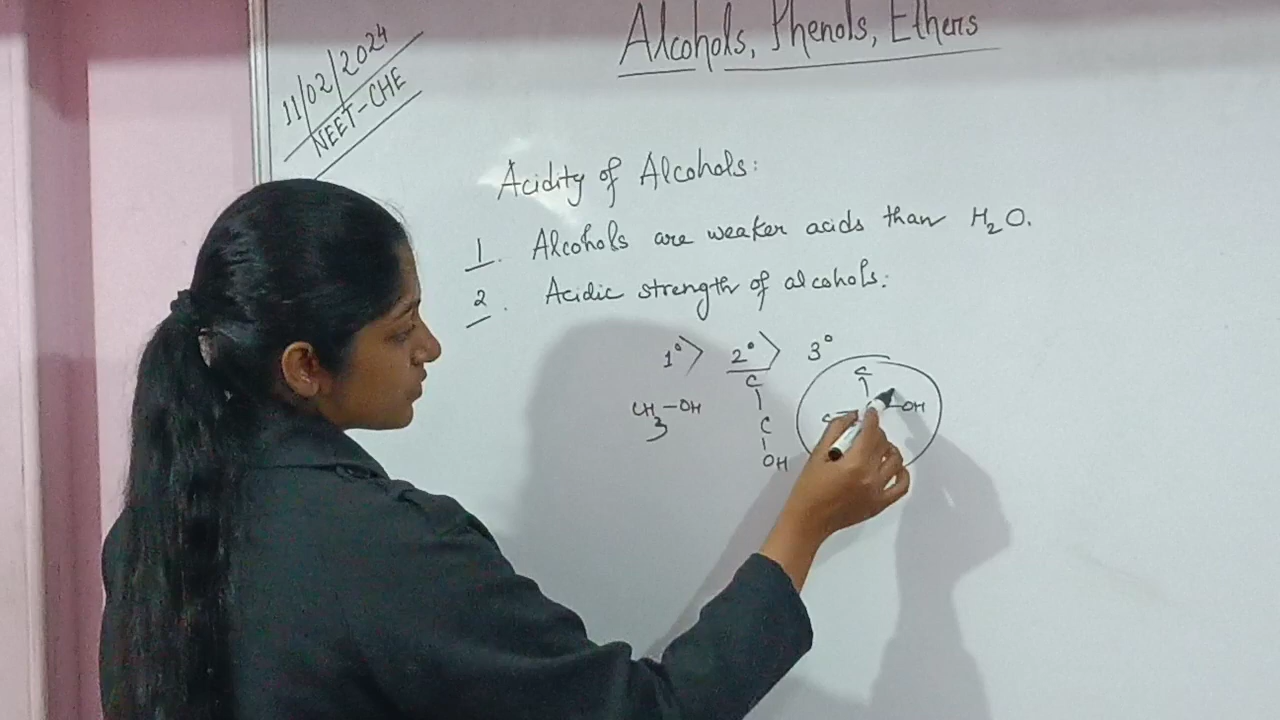 Alcohols, Phenols, Ethers
11/02/2024
NEET-CHE
Acidity of Alcohols:
1. Alcohols are weaker acids than H₂O.
2. Acidic strength of alcohols:
1° > 2° > 3°
CH₃-OH
C
C
OH
C
C-
-OH